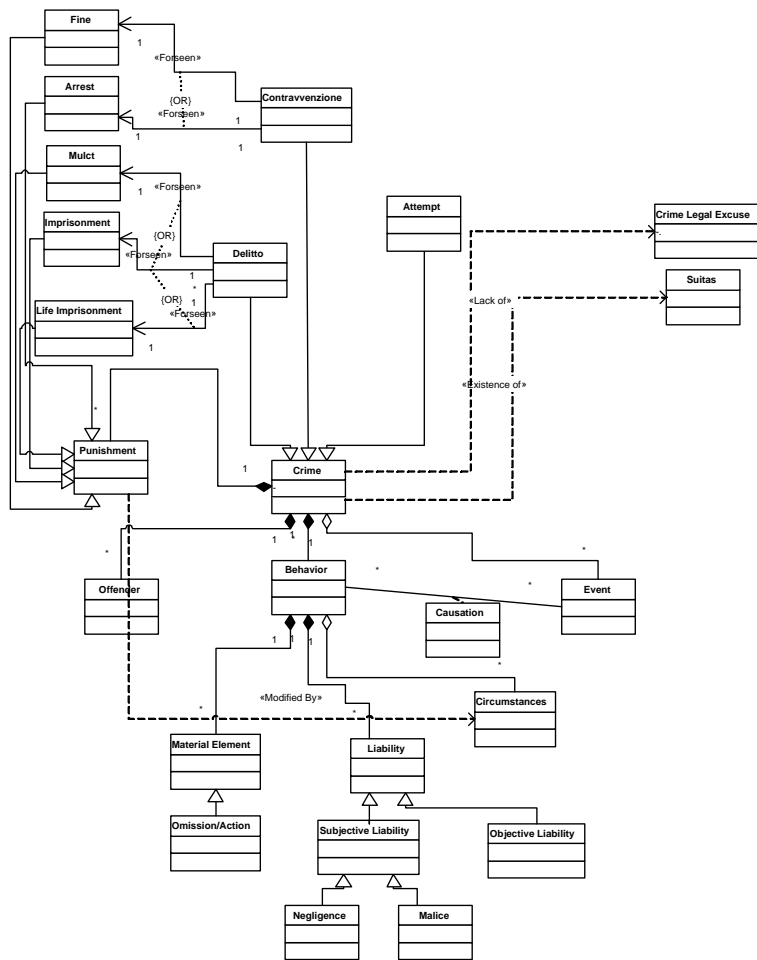 Fine
1
«Forseen»
Arrest
Contravvenzione
{OR}
«Forseen»
1
1
1
Mulct
1
«Forseen»
Attempt
Imprisonment
Crime Legal Excuse
-.
{OR}
Delitto
«Forseen»
1
Suitas
*
{OR}
Life Imprisonment
1
«Lack of»
«Forseen»
1
«Existence of»
*
Punishment
1
Crime
-
1
1
*
1
*
*
Behavior
*
*
Offender
Event
Causation
1
1
1
*
Circumstances
«Modified By»
*
*
Material Element
Liability
Omission/Action
Subjective Liability
Objective Liability
Negligence
Malice